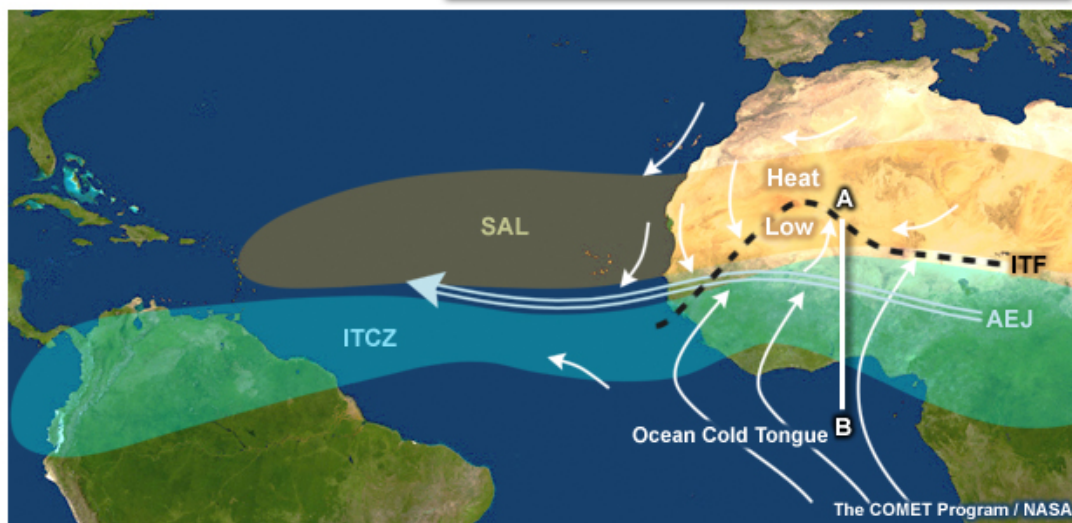 Heat
A
Low
SAL
ITF
AEJ
ITCZ
Ocean Cold Tongue
B
The COMET Program / NASA